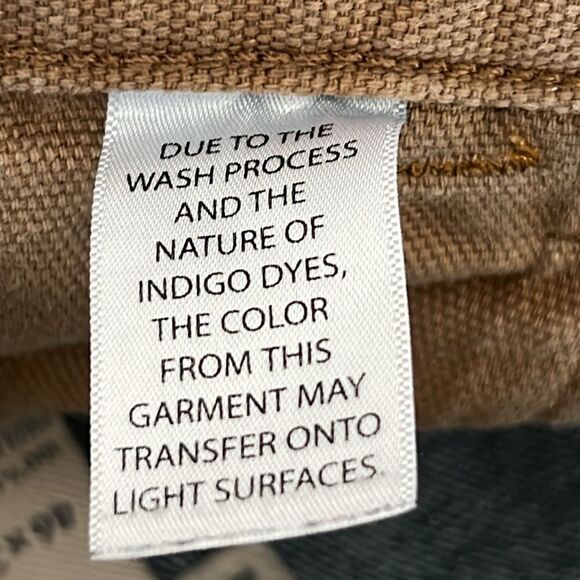 DUE TO THE
WASH PROCESS
AND THE
NATURE OF
INDIGO DYES,
THE COLOR
FROM THIS
GARMENT MAY
TRANSFER ONTO
LIGHT SURFACES.